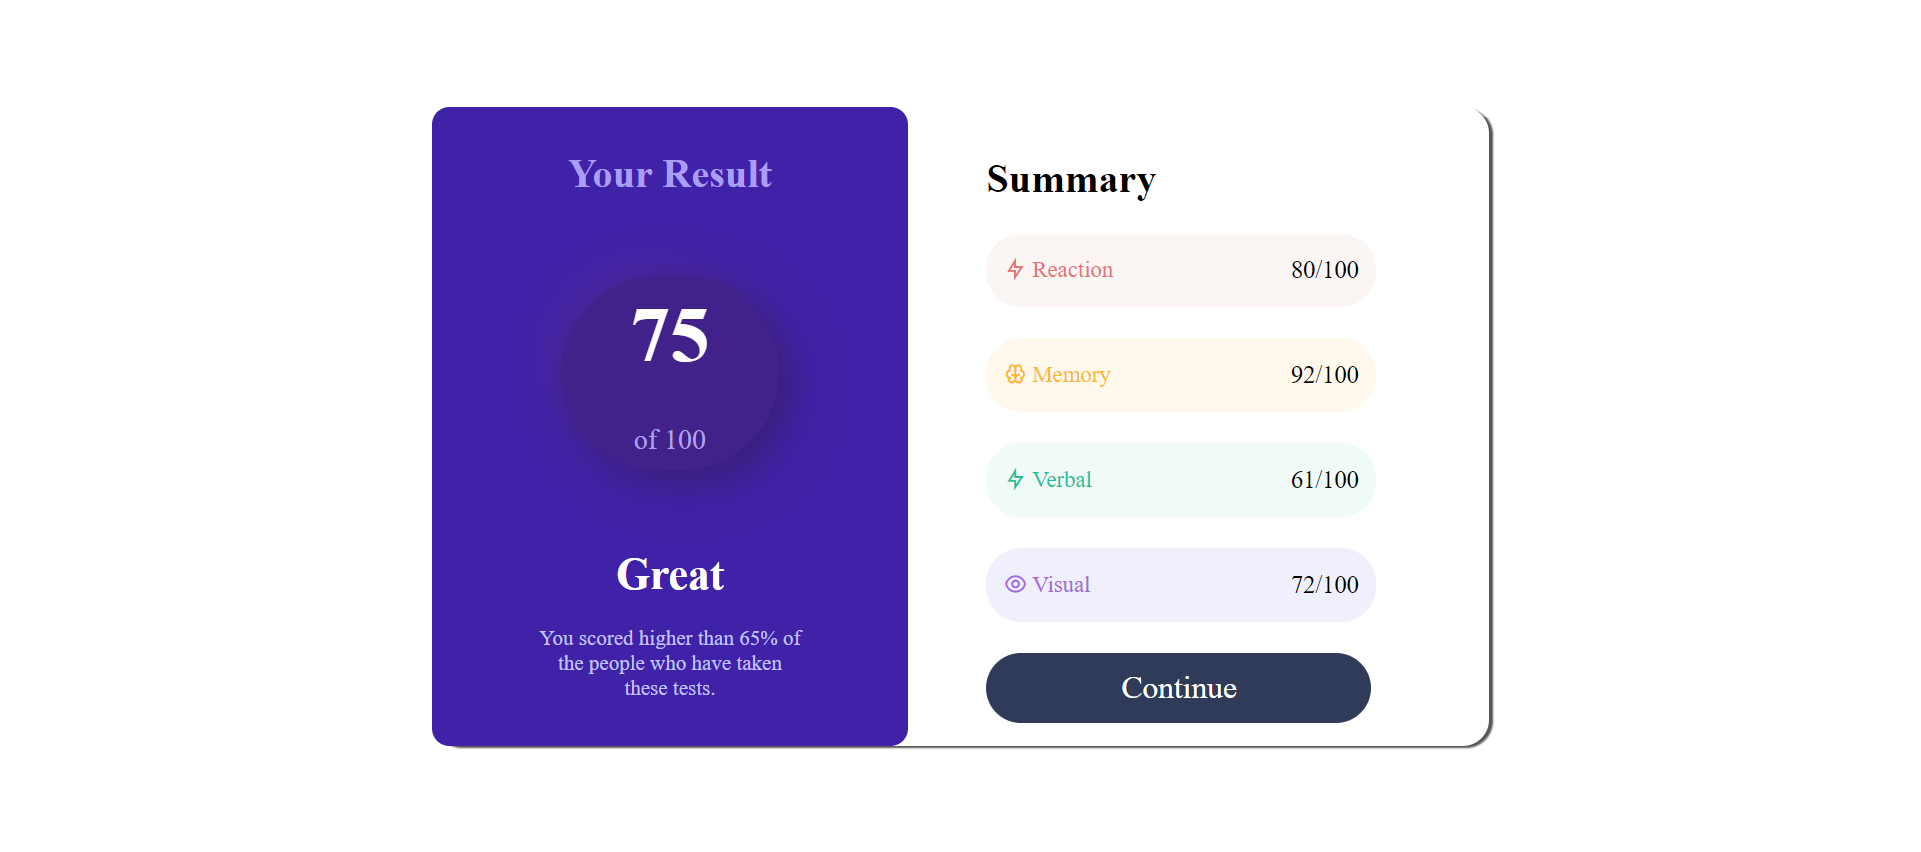 Your Result
75
of 100
Great
You scored higher than 65% of
the people who have taken
these tests.
Summary
Reaction 80/100
Memory 92/100
Verbal 61/100
Visual 72/100
Continue